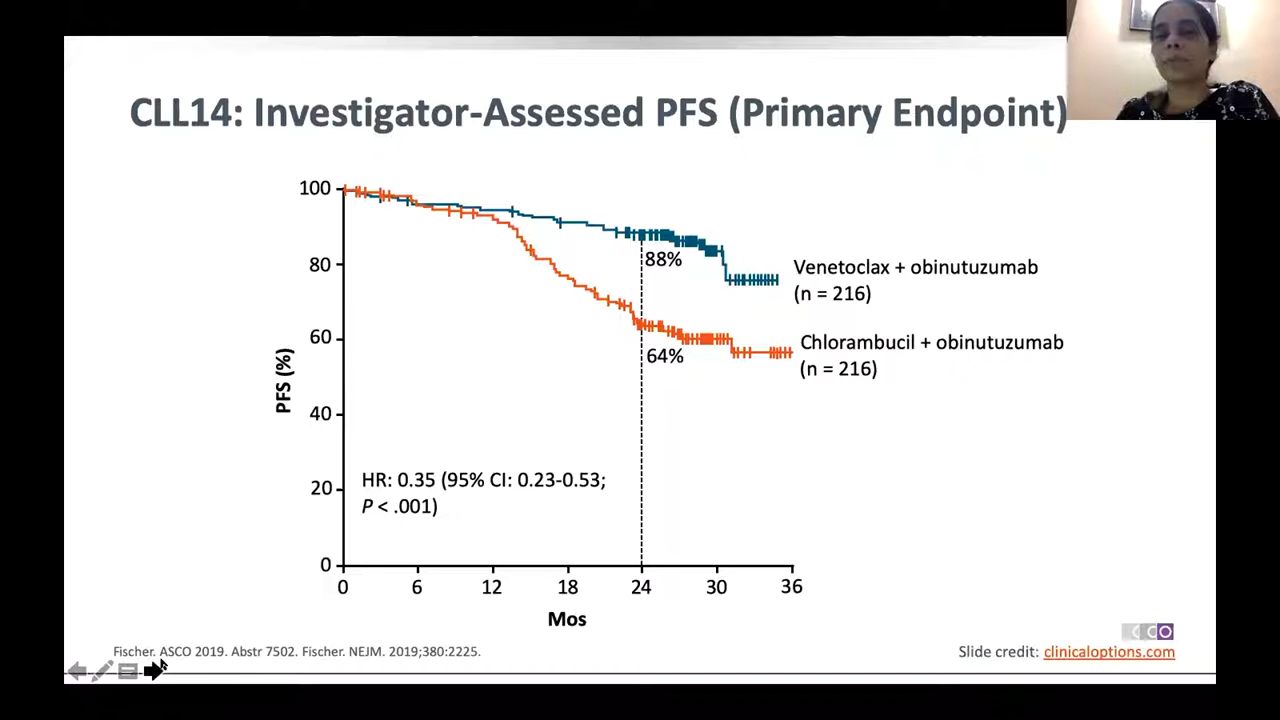 CLL14: Investigator-Assessed PFS (Primary Endpoint)
100
80
60
40
20
0
PFS (%)
88%
64%
Venetoclax + obinutuzumab
(n = 216)
Chlorambucil + obinutuzumab
(n = 216)
HR: 0.35 (95% CI: 0.23-0.53;
P < .001)
0 6 12 18 24 30 36
Mos
CCO
Fischer. ASCO 2019. Abstr 7502. Fischer. NEJM. 2019;380:2225.
Slide credit: clinicaloptions.com